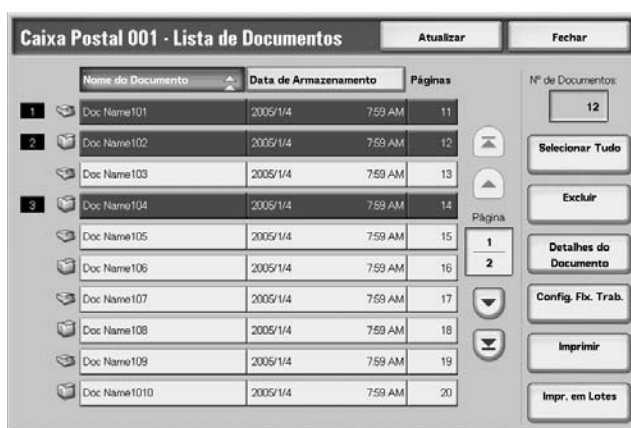 Caixa Postal 001 - Lista de Documentos
Atualizar
Fechar
Nome do Documento
Data de Armazenamento
Páginas
Nº de Documentos:
12
1 Doc Name101 2005/1/4 7:59 AM 11
2 Doc Name102 2005/1/4 7:59 AM 12
Doc Name103 2005/1/4 7:59 AM 13
3 Doc Name104 2005/1/4 7:59 AM 14
Doc Name105 2005/1/4 7:59 AM 15
Doc Name106 2005/1/4 7:59 AM 16
Doc Name107 2005/1/4 7:59 AM 17
Doc Name108 2005/1/4 7:59 AM 18
Doc Name109 2005/1/4 7:59 AM 19
Doc Name1010 2005/1/4 7:59 AM 20
Página
1
2
Selecionar Tudo
Excluir
Detalhes do
Documento
Config. Flx. Trab.
Imprimir
Impr. em Lotes